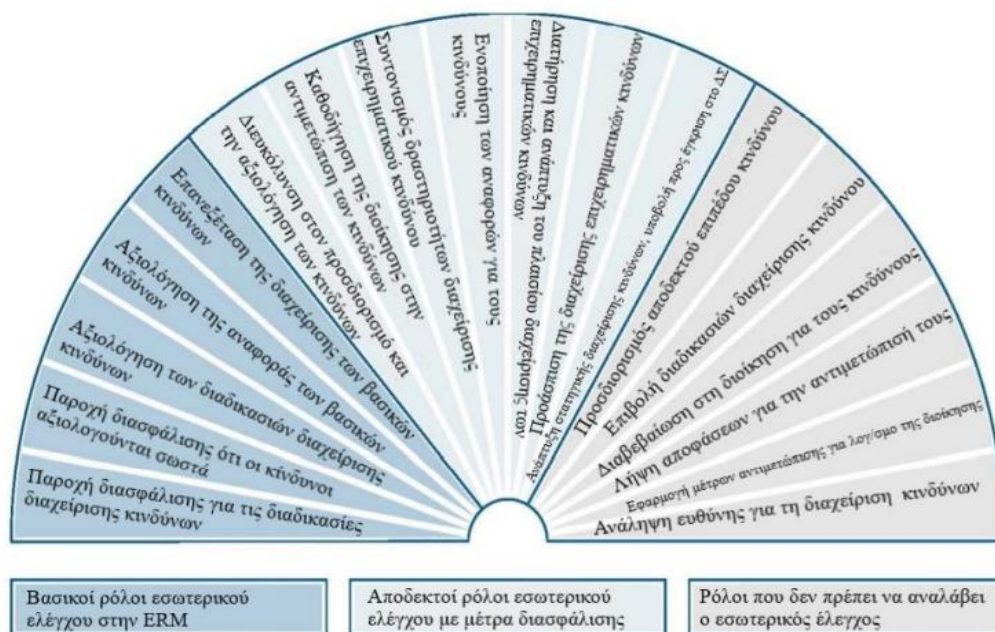 Παροχή διασφάλισης για τις διαδικασίες
διαχείρισης κινδύνων
Παροχή διασφάλισης ότι οι κίνδυνοι
αξιολογούνται σωστά
Αξιολόγηση των διαδικασιών διαχείρισης
κινδύνων
Αξιολόγηση της αναφοράς των βασικών
κινδύνων
Επανεξέταση της διαχείρισης των βασικών
κινδύνων
Διευκόλυνση στον προσδιορισμό και
την αξιολόγηση των κινδύνων
Καθοδήγηση της διοίκησης στην
αντιμετώπιση των κινδύνων
Συντονισμός δραστηριοτήτων διαχείρισης
επιχειρηματικού κινδύνου
Ενοποίηση των αναφορών για τους
κινδύνους
Διατήρηση και ανάπτυξη του πλαισίου διαχείρισης των
επιχειρηματικών κινδύνων
Προάσπιση της διαχείρισης επιχειρηματικών κινδύνων
Ανάπτυξη στρατηγικής διαχείρισης κινδύνων, υποβολή προς έγκριση στο ΔΣ
Προσδιορισμός αποδεκτού επιπέδου κινδύνου
Επιβολή διαδικασιών διαχείρισης κινδύνου
Διαβεβαίωση στη διοίκηση για τους κινδύνους
Λήψη αποφάσεων για την αντιμετώπισή τους
Εφαρμογή μέτρων αντιμετώπισης για λογ/σμο της διοίκησης
Ανάληψη ευθύνης για τη διαχείριση κινδύνων
Βασικοί ρόλοι εσωτερικού
ελέγχου στην ERM
Αποδεκτοί ρόλοι εσωτερικού
ελέγχου με μέτρα διασφάλισης
Ρόλοι που δεν πρέπει να αναλάβει
ο εσωτερικός έλεγχος